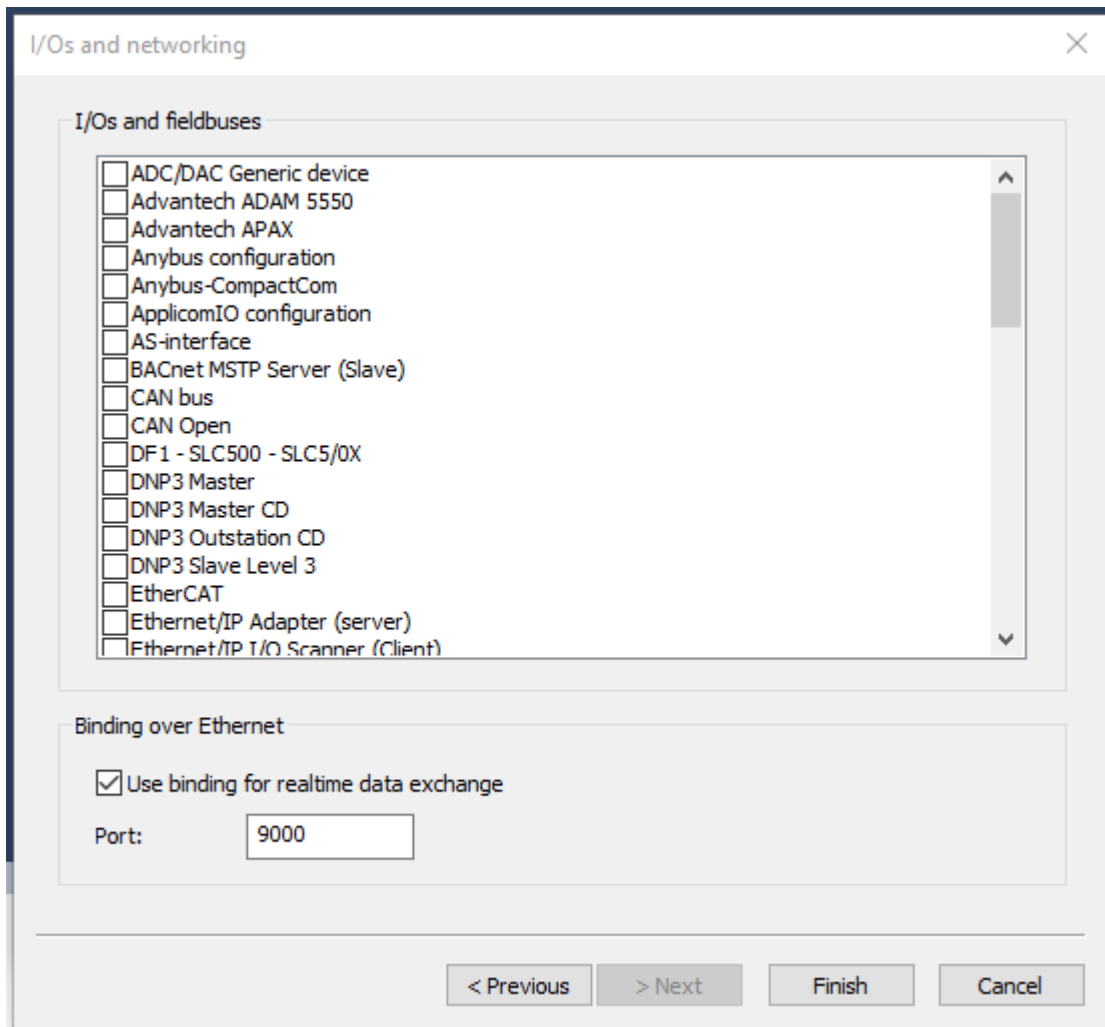 I/Os and networking
I/Os and fieldbuses
ADC/DAC Generic device
Advantech ADAM 5550
Advantech APAX
Anybus configuration
Anybus-CompactCom
ApplicomIO configuration
AS-interface
BACnet MSTP Server (Slave)
CAN bus
CAN Open
DF1 - SLC500 - SLC5/0X
DNP3 Master
DNP3 Master CD
DNP3 Outstation CD
DNP3 Slave Level 3
EtherCAT
Ethernet/IP Adapter (server)
Ethernet/IP I/O Scanner (Client)
Binding over Ethernet
Use binding for realtime data exchange
Port: 9000
< Previous > Next Finish Cancel